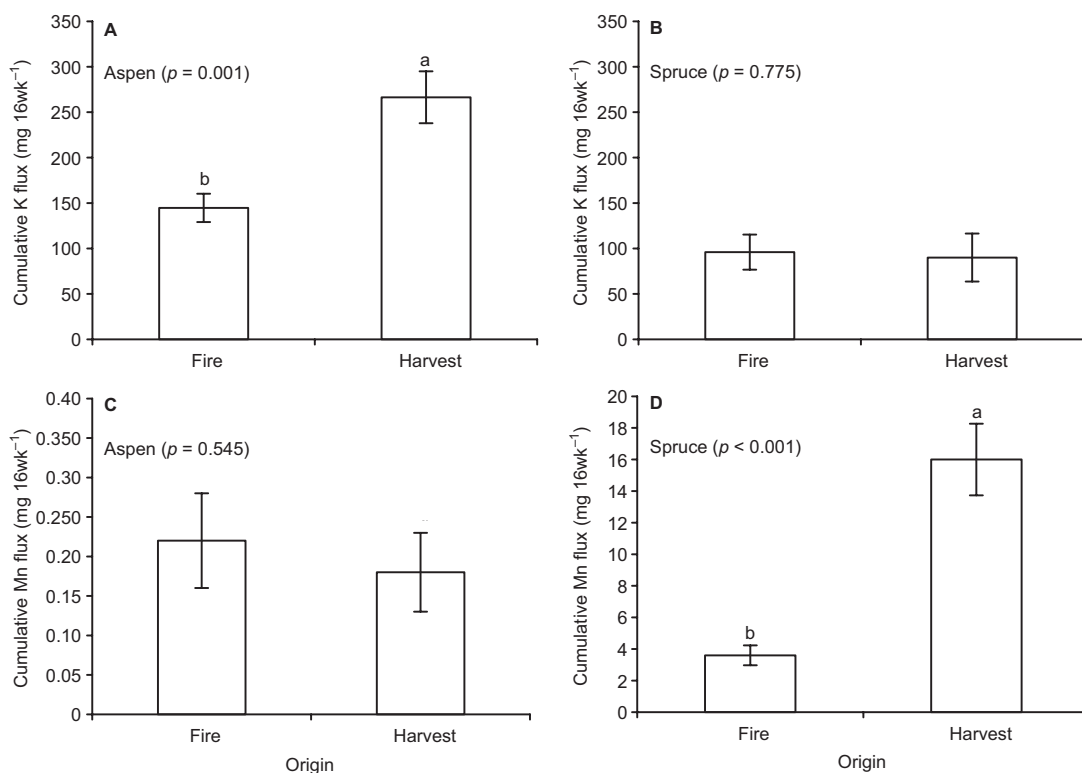 A
Aspen (p = 0.001)
Cumulative K flux (mg 16wk⁻¹)
350
300
250
200
150
100
50
0
b
a
Fire
Harvest
B
Spruce (p = 0.775)
Cumulative K flux (mg 16wk⁻¹)
350
300
250
200
150
100
50
0
Fire
Harvest
C
Aspen (p = 0.545)
Cumulative Mn flux (mg 16wk⁻¹)
0.40
0.350
0.30
0.250
0.20
0.15
0.10
0.05
0
Fire
Harvest
Origin
D
Spruce (p < 0.001)
Cumulative Mn flux (mg 16wk⁻¹)
20
18
16
14
12
10
8
6
4
2
0
b
a
Fire
Harvest
Origin